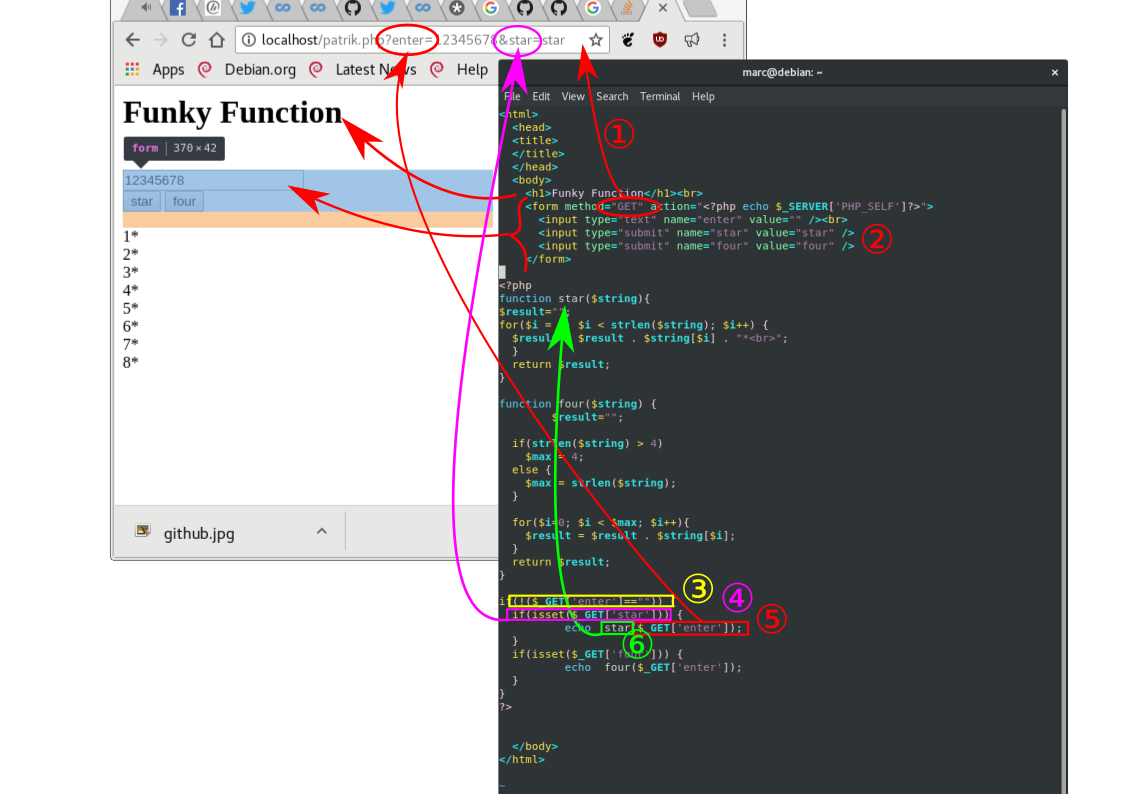 localhost/patrik.php?enter=12345678&star=star
Apps Debian.org Latest News Help
Funky Function
form 370 × 42
12345678
star four
1*
2*
3*
4*
5*
6*
7*
8*
github.jpg
marc@debian: ~
File Edit View Search Terminal Help
<html>
<head>
<title>
</title>
</head>
<body>
<h1>Funky Function</h1><br>
<form method="GET" action="<?php echo $_SERVER['PHP_SELF']?>">
<input type="text" name="enter" value="" /><br>
<input type="submit" name="star" value="star" />
<input type="submit" name="four" value="four" />
</form>
<?php
function star($string){
$result="";
for($i = $i < strlen($string); $i++) {
$result $result . $string[$i] . "*<br>";
}
return $result;
}
function four($string) {
$result="";
if(strlen($string) > 4)
$max = 4;
else {
$max = strlen($string);
}
for($i=0; $i < $max; $i++){
$result = $result . $string[$i];
}
return $result;
}
if(!($_GET['enter']=="")) {
if(isset($_GET['star'])) {
echo star($_GET['enter']);
}
if(isset($_GET['four'])) {
echo four($_GET['enter']);
}
}
?>
</body>
</html>
~
①
②
③
④
⑤
⑥